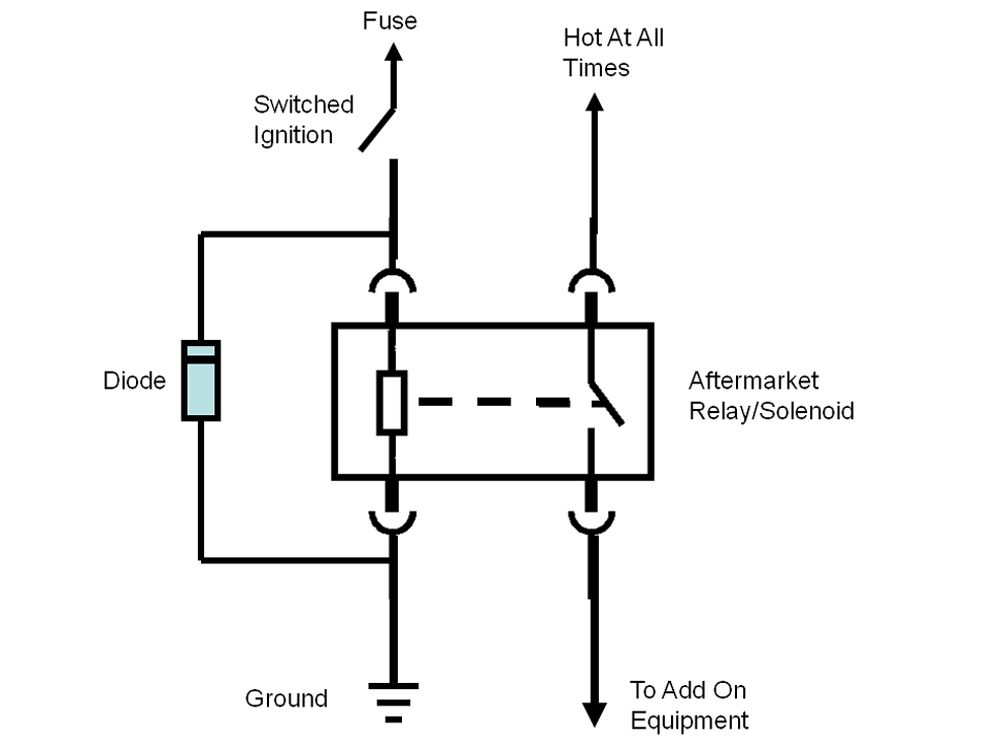 Fuse
Hot At All
Times
Switched
Ignition
Diode
Aftermarket
Relay/Solenoid
Ground
To Add On
Equipment